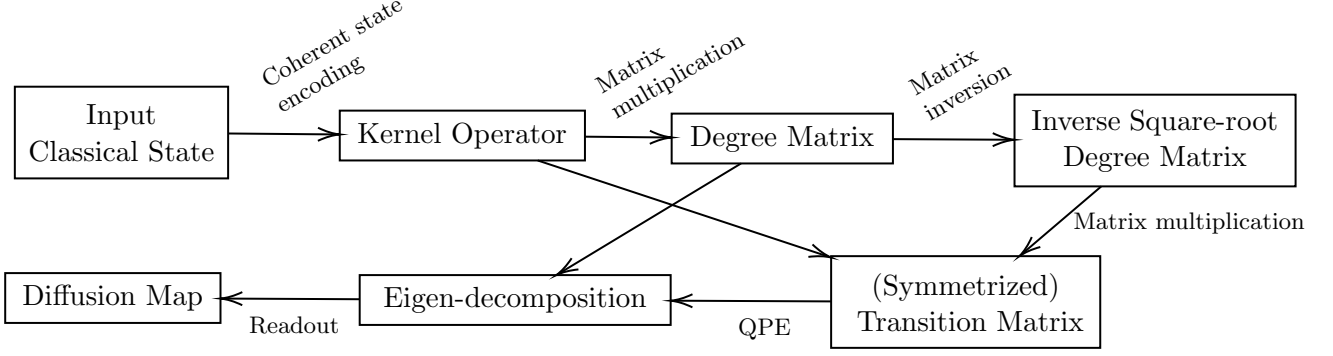 Coherent state
encoding
Matrix
multiplication
Matrix
inversion
Input
Classical State
Kernel Operator
Degree Matrix
Inverse Square-root
Degree Matrix
Matrix multiplication
Diffusion Map
Readout
Eigen-decomposition
QPE
(Symmetrized)
Transition Matrix